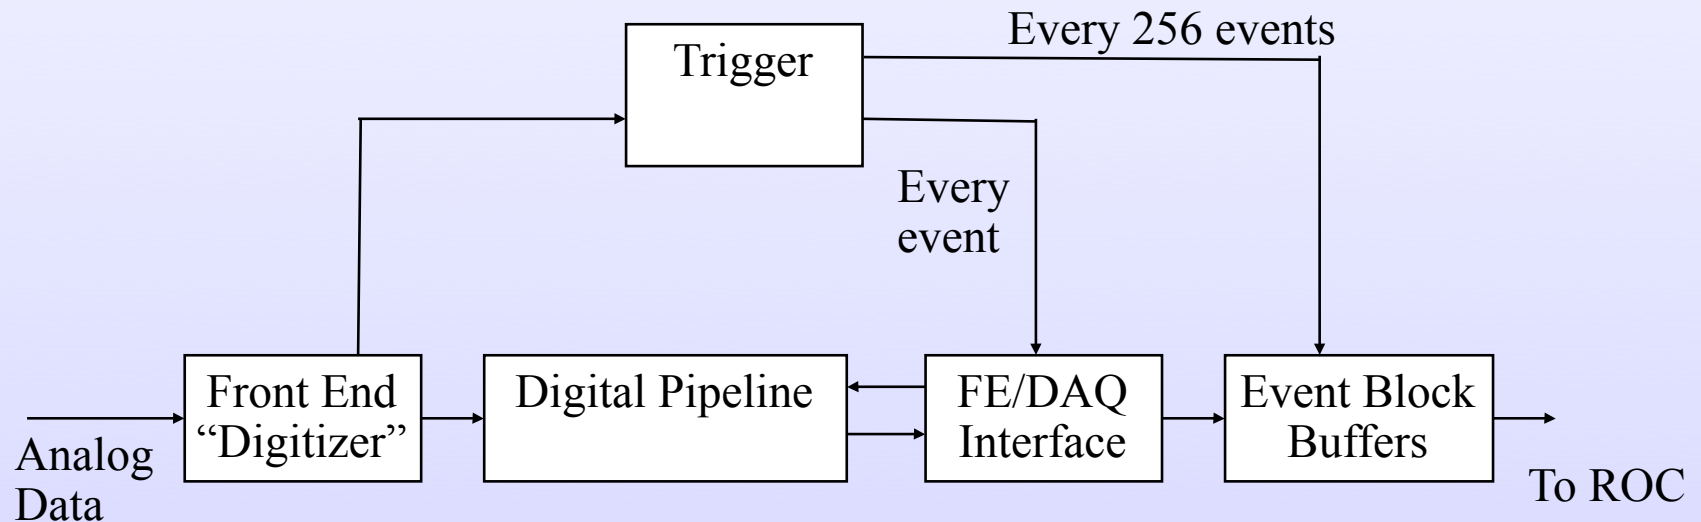 Every 256 events
Trigger
Every
event
Front End
“Digitizer”
Digital Pipeline
FE/DAQ
Interface
Event Block
Buffers
Analog
Data
To ROC